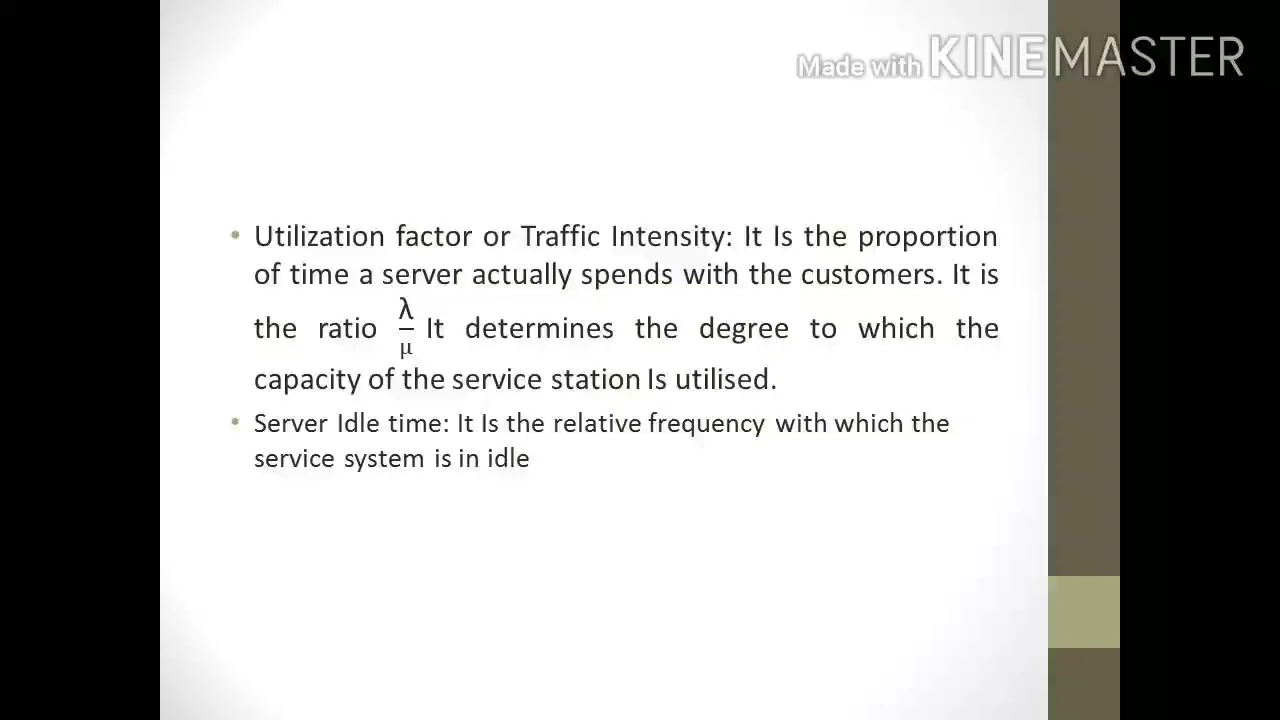 Made with KINEMASTER
• Utilization factor or Traffic Intensity: It Is the proportion
of time a server actually spends with the customers. It is
the ratio λ/μ It determines the degree to which the
capacity of the service station Is utilised.
• Server Idle time: It Is the relative frequency with which the
service system is in idle